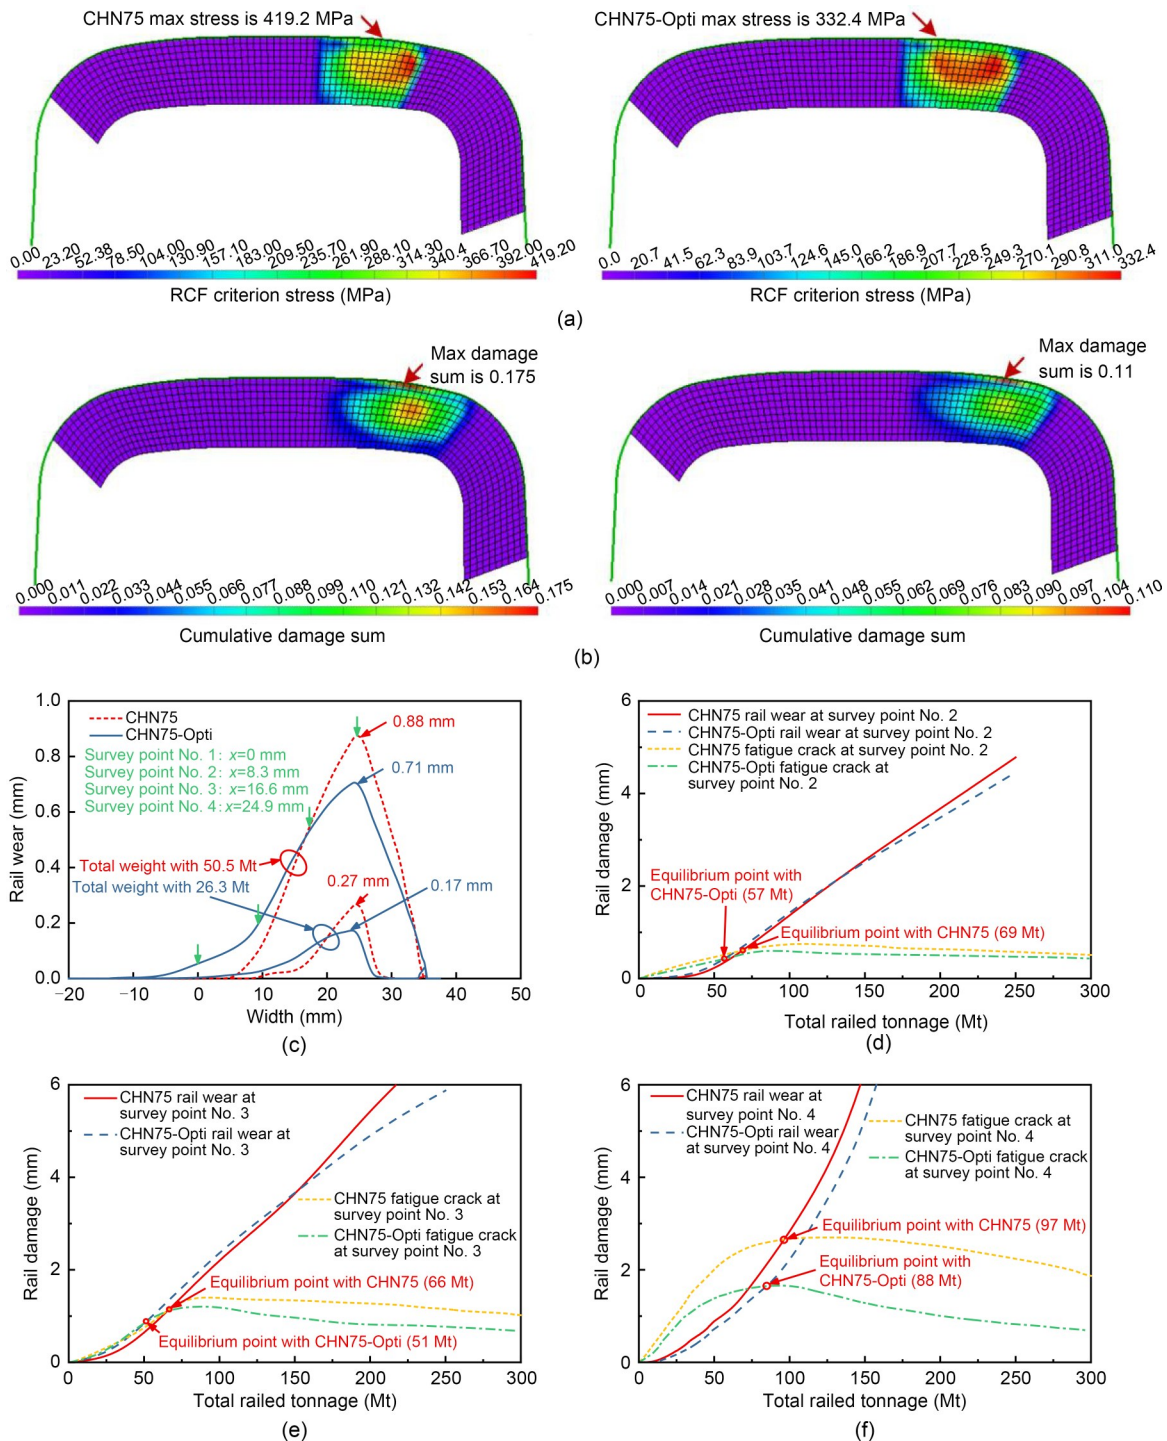 CHN75 max stress is 419.2 MPa
CHN75-Opti max stress is 332.4 MPa
0.00 23.20 52.38 78.50 104.00 130.90 157.10 183.00 209.50 235.70 261.90 288.10 314.30 340.4 366.70 392.00 419.20
RCF criterion stress (MPa)
0.0 20.7 41.5 62.3 83.9 103.7 124.6 145.0 166.2 186.9 207.7 228.5 249.3 270.1 290.8 311.0 332.4
RCF criterion stress (MPa)
(a)
Max damage
sum is 0.175
Max damage
sum is 0.11
0.000 0.011 0.022 0.033 0.044 0.055 0.066 0.077 0.088 0.099 0.110 0.121 0.132 0.142 0.153 0.164 0.175
Cumulative damage sum
0.000 0.007 0.014 0.021 0.028 0.035 0.041 0.048 0.055 0.062 0.069 0.076 0.083 0.090 0.097 0.104 0.110
Cumulative damage sum
(b)
1.0
0.8
0.6
0.4
0.2
0.0
Rail wear (mm)
CHN75
CHN75-Opti
Survey point No. 1: x=0 mm
Survey point No. 2: x=8.3 mm
Survey point No. 3: x=16.6 mm
Survey point No. 4: x=24.9 mm
0.88 mm
0.71 mm
Total weight with 50.5 Mt
Total weight with 26.3 Mt
0.27 mm
0.17 mm
−20 −10 0 10 20 30 40 50
Width (mm)
(c)
6
4
2
0
Rail damage (mm)
CHN75 rail wear at survey point No. 2
CHN75-Opti rail wear at survey point No. 2
CHN75 fatigue crack at survey point No. 2
CHN75-Opti fatigue crack at
survey point No. 2
Equilibrium point with
CHN75-Opti (57 Mt)
Equilibrium point with CHN75 (69 Mt)
0 50 100 150 200 250 300
Total railed tonnage (Mt)
(d)
6
4
2
0
Rail damage (mm)
CHN75 rail wear at
survey point No. 3
CHN75-Opti rail wear at
survey point No. 3
CHN75 fatigue crack at
survey point No. 3
CHN75-Opti fatigue crack
at survey point No. 3
Equilibrium point with CHN75 (66 Mt)
Equilibrium point with CHN75-Opti (51 Mt)
0 50 100 150 200 250 300
Total railed tonnage (Mt)
(e)
6
4
2
0
Rail damage (mm)
CHN75 rail wear at
survey point No. 4
CHN75-Opti rail wear
at survey point No. 4
CHN75 fatigue crack at
survey point No. 4
CHN75-Opti fatigue crack
at survey point No. 4
Equilibrium point with CHN75 (97 Mt)
Equilibrium point with
CHN75-Opti (88 Mt)
0 50 100 150 200 250 300
Total railed tonnage (Mt)
(f)